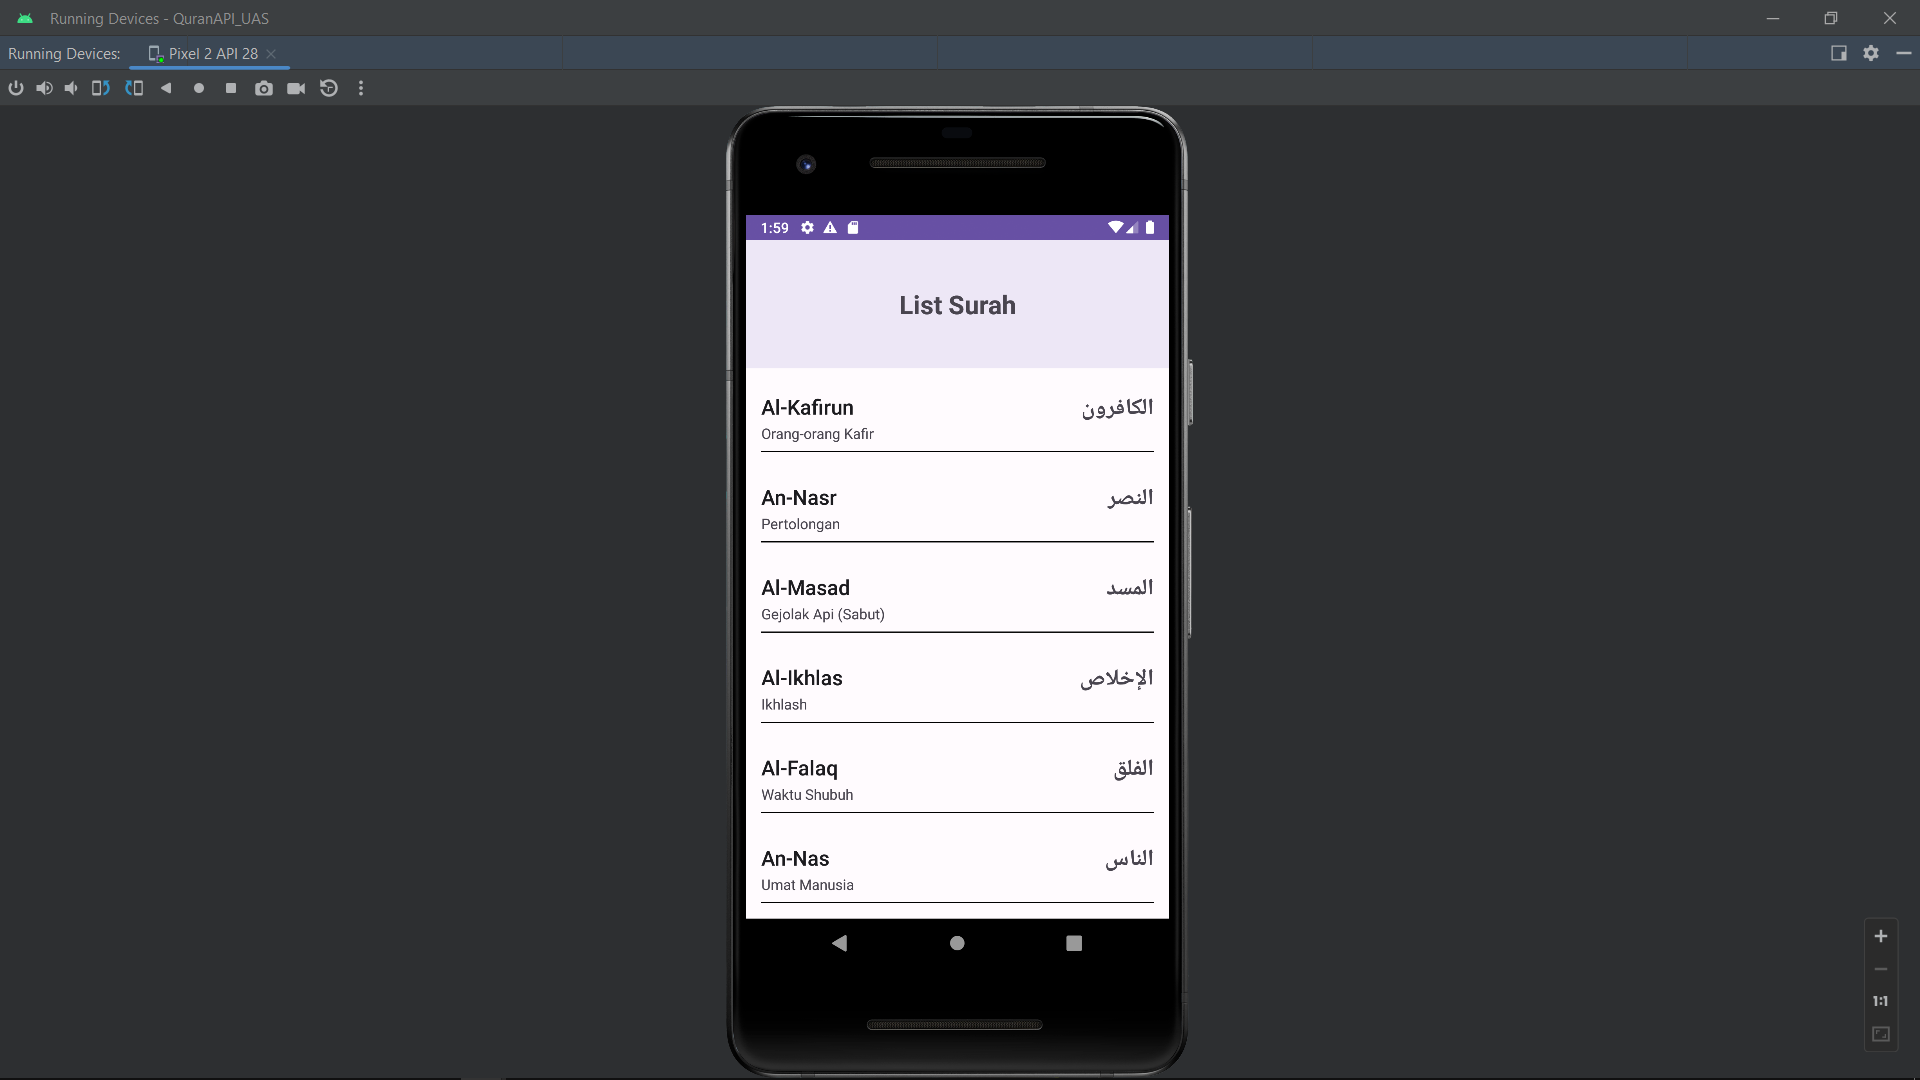 Running Devices - QuranAPI_UAS
Running Devices: Pixel 2 API 28
1:59
List Surah
Al-Kafirun الكافرون
Orang-orang Kafir
An-Nasr النصر
Pertolongan
Al-Masad المسد
Gejolak Api (Sabut)
Al-Ikhlas الإخلاص
Ikhlash
Al-Falaq الفلق
Waktu Shubuh
An-Nas الناس
Umat Manusia
1:1